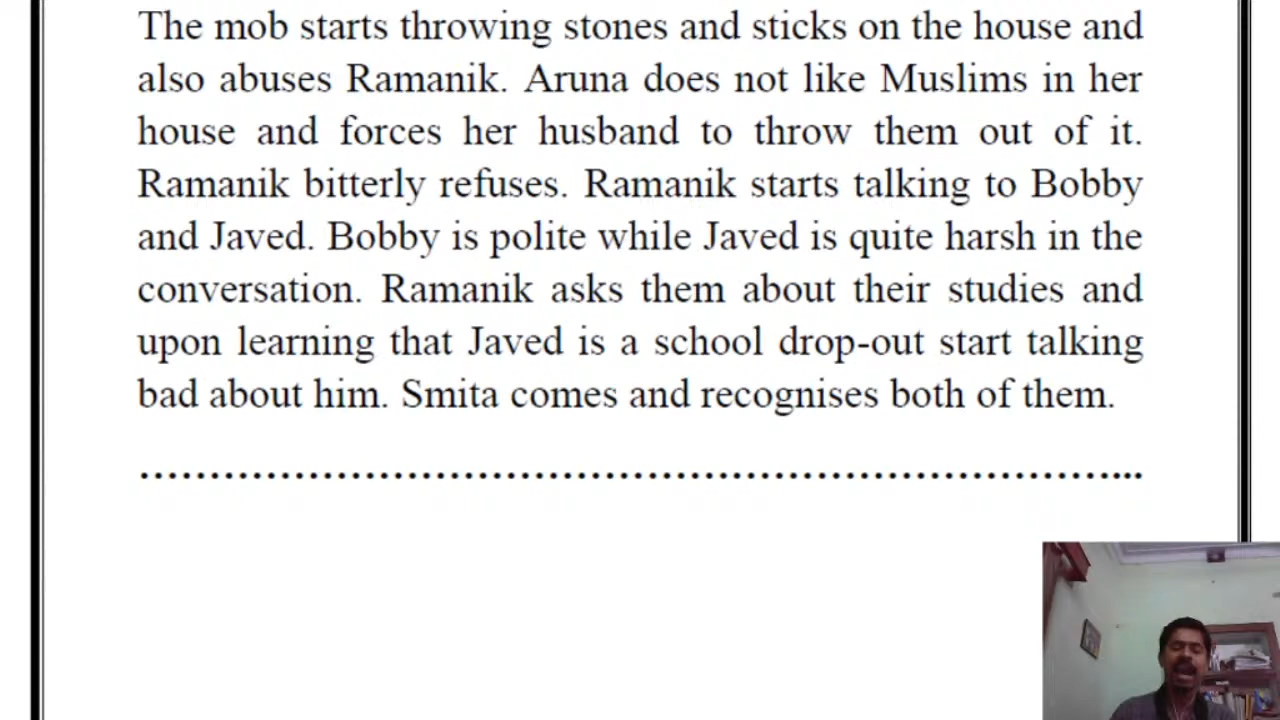 The mob starts throwing stones and sticks on the house and
also abuses Ramanik. Aruna does not like Muslims in her
house and forces her husband to throw them out of it.
Ramanik bitterly refuses. Ramanik starts talking to Bobby
and Javed. Bobby is polite while Javed is quite harsh in the
conversation. Ramanik asks them about their studies and
upon learning that Javed is a school drop-out start talking
bad about him. Smita comes and recognises both of them.
…………………………………………………………...